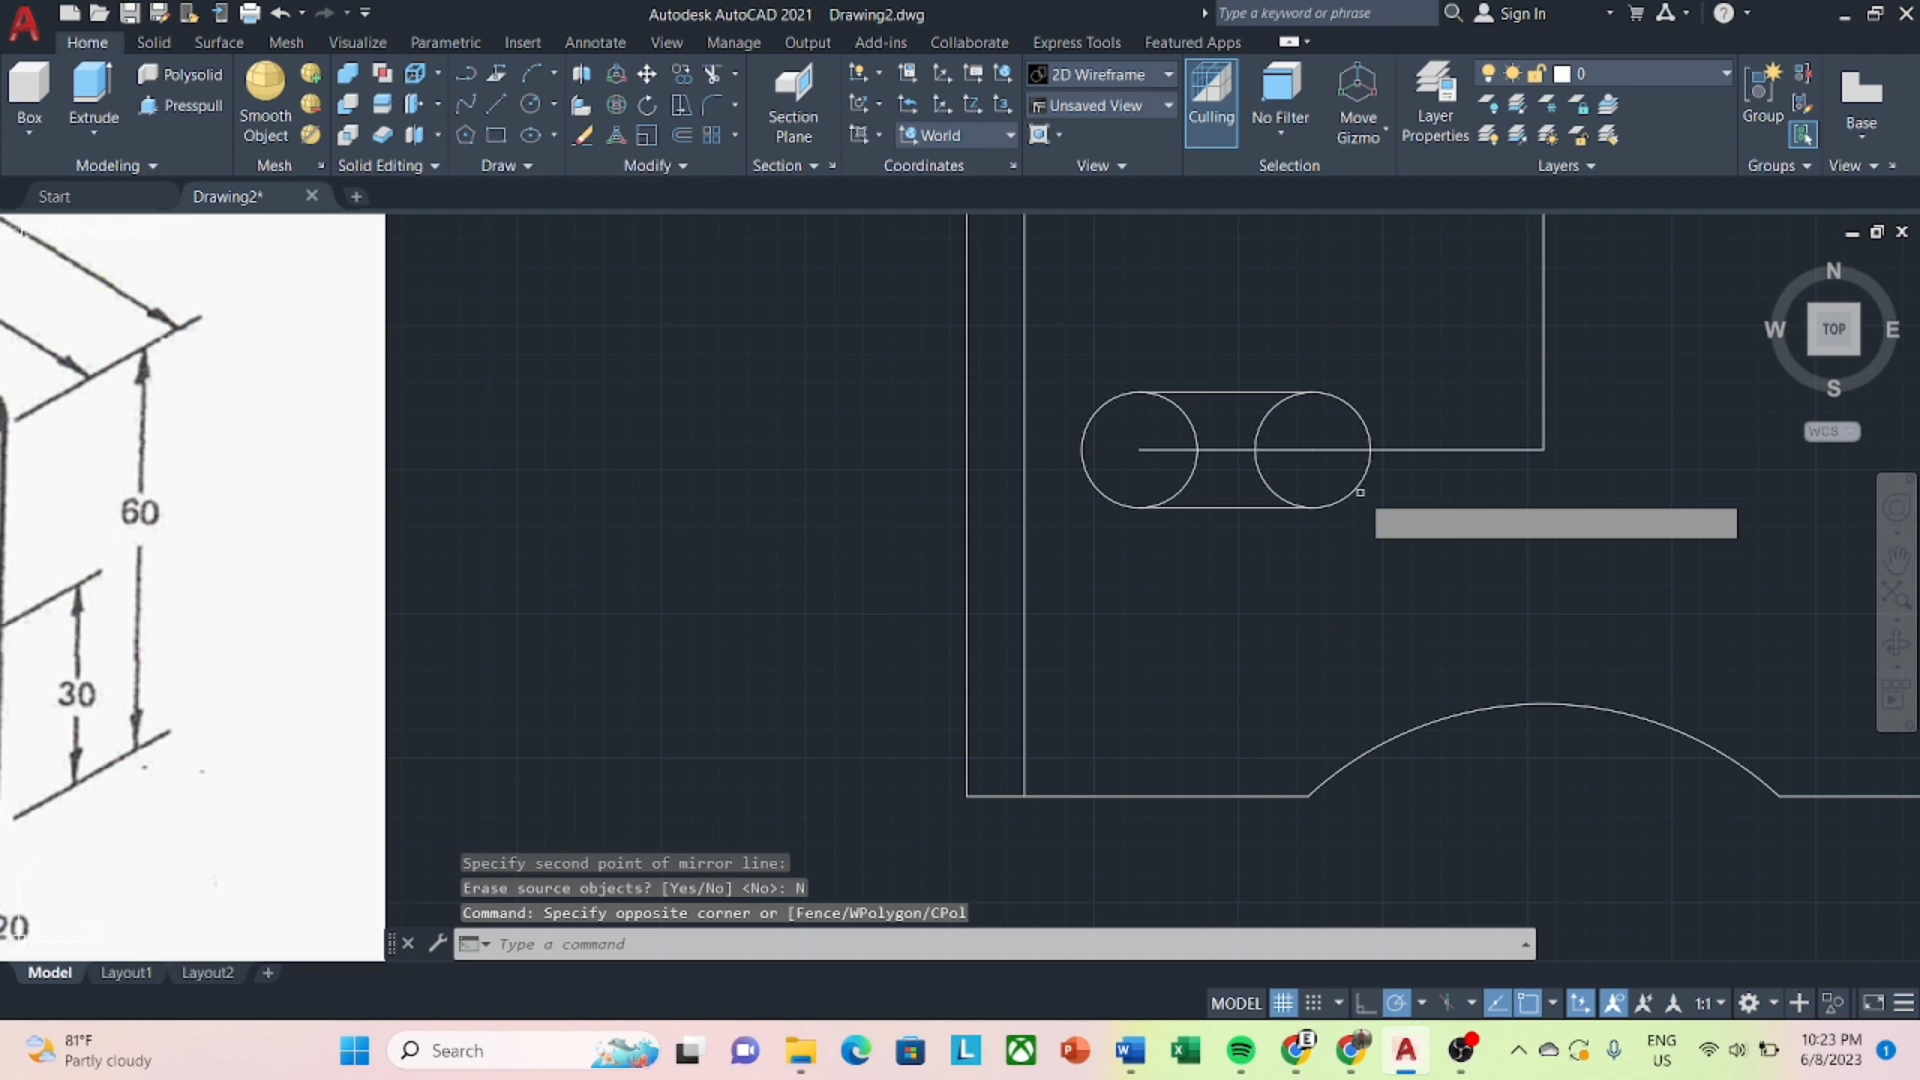 Autodesk AutoCAD 2021 Drawing2.dwg
Type a keyword or phrase
Sign In
Home Solid Surface Mesh Visualize Parametric Insert Annotate View Manage Output Add-ins Collaborate Express Tools Featured Apps
Box
Extrude
Polysolid
Presspull
Modeling
Smooth
Object
Mesh
Solid Editing
Draw
Modify
Section
Plane
Section
World
Coordinates
2D Wireframe
Unsaved View
View
Culling
No Filter
Move
Gizmo
Selection
Layer
Properties
0
Layers
Group
Groups
Base
View
Start
Drawing2*
N
W TOP E
S
WCS
60
30
20
Specify second point of mirror line:
Erase source objects? [Yes/No] <No>: N
Command: Specify opposite corner or [Fence/WPolygon/CPol
Type a command
Model Layout1 Layout2
MODEL
1:1
81°F
Partly cloudy
Search
ENG
US
10:23 PM
6/8/2023
1